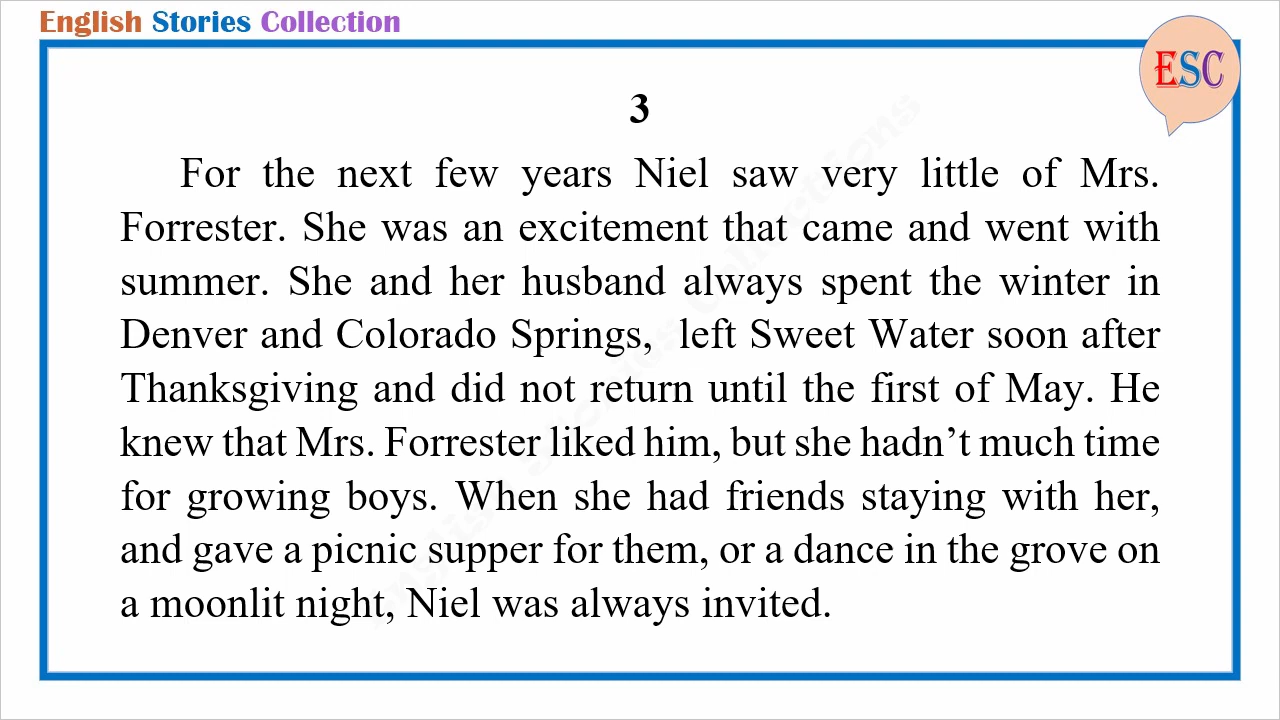 English Stories Collection
ESC
3
For the next few years Niel saw very little of Mrs.
Forrester. She was an excitement that came and went with
summer. She and her husband always spent the winter in
Denver and Colorado Springs,  left Sweet Water soon after
Thanksgiving and did not return until the first of May. He
knew that Mrs. Forrester liked him, but she hadn’t much time
for growing boys. When she had friends staying with her,
and gave a picnic supper for them, or a dance in the grove on
a moonlit night, Niel was always invited.